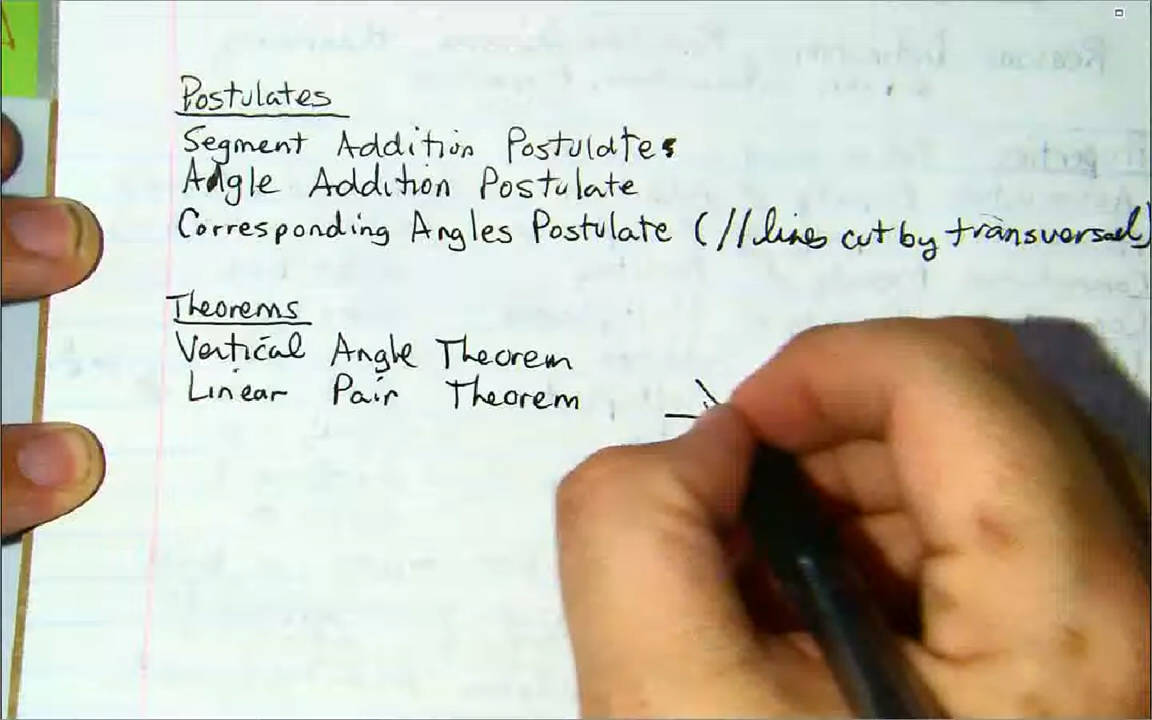 Postulates
Segment Addition Postulates
Angle Addition Postulate
Corresponding Angles Postulate (// lines cut by transversal)
Theorems
Vertical Angle Theorem
Linear Pair Theorem